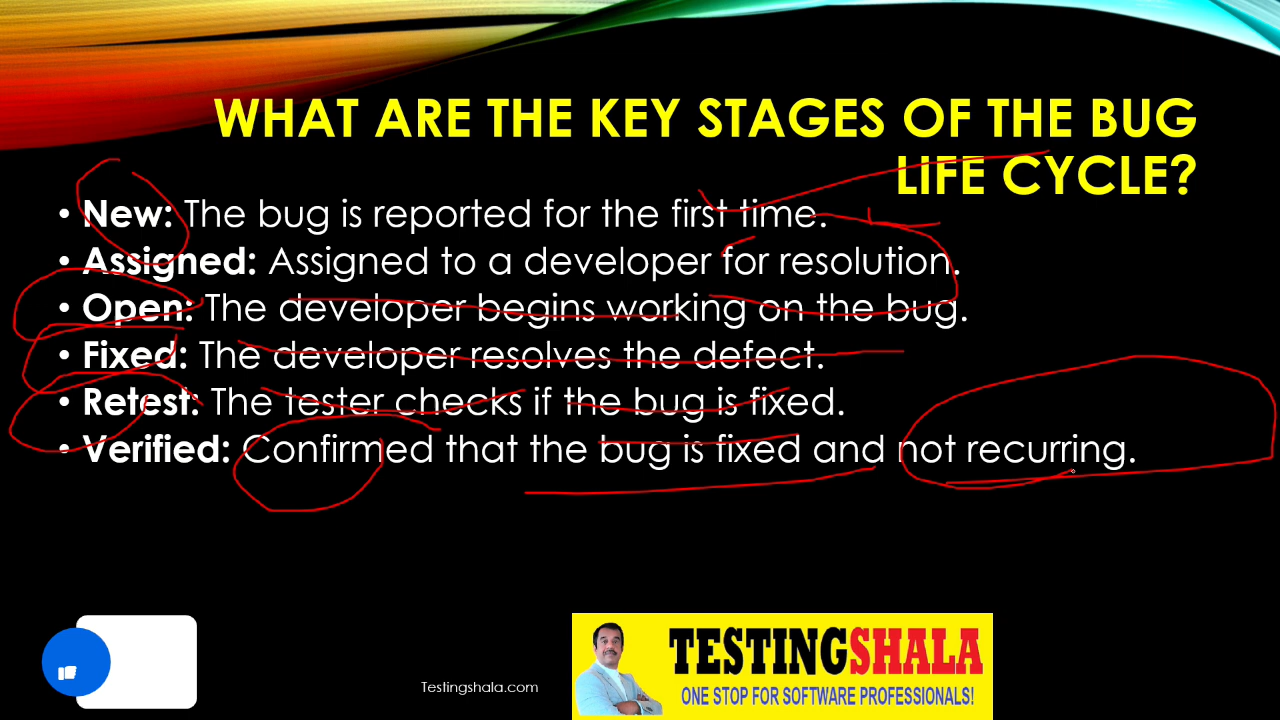 WHAT ARE THE KEY STAGES OF THE BUG
LIFE CYCLE?
• New: The bug is reported for the first time.
• Assigned: Assigned to a developer for resolution.
• Open: The developer begins working on the bug.
• Fixed: The developer resolves the defect.
• Retest: The tester checks if the bug is fixed.
• Verified: Confirmed that the bug is fixed and not recurring.
Testingshala.com
TESTINGSHALA
ONE STOP FOR SOFTWARE PROFESSIONALS!